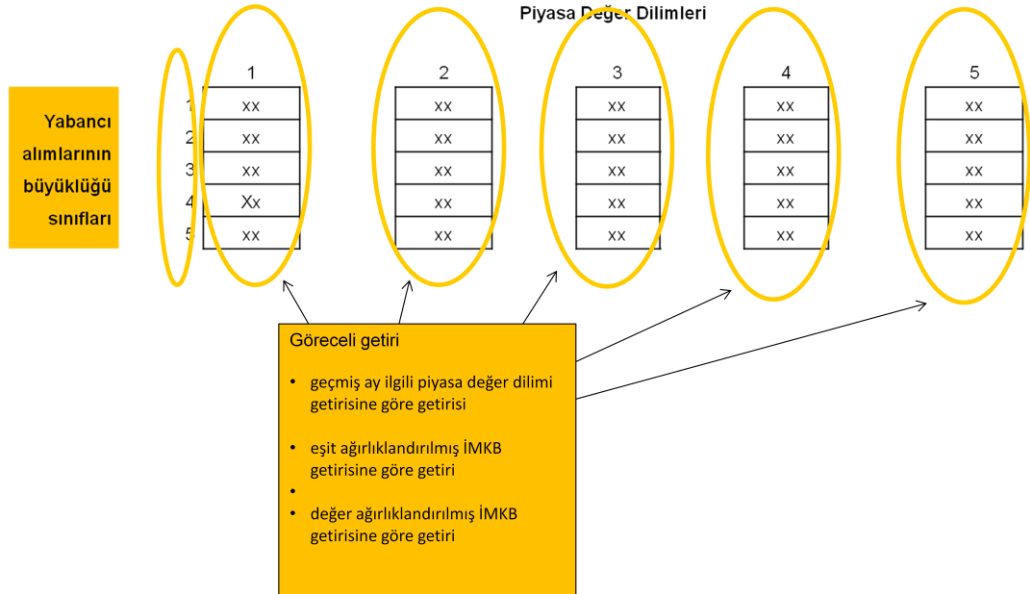 Piyasa Değer Dilimleri
1 2 3 4 5
Yabancı
alımlarının
büyüklüğü
sınıfları
1 xx xx xx xx xx
2 xx xx xx xx xx
3 xx xx xx xx xx
4 Xx xx xx xx xx
5 xx xx xx xx xx
Göreceli getiri
• geçmiş ay ilgili piyasa değer dilimi
getirisine göre getirisi
• eşit ağırlıklandırılmış İMKB
getirisine göre getiri
•
• değer ağırlıklandırılmış İMKB
getirisine göre getiri